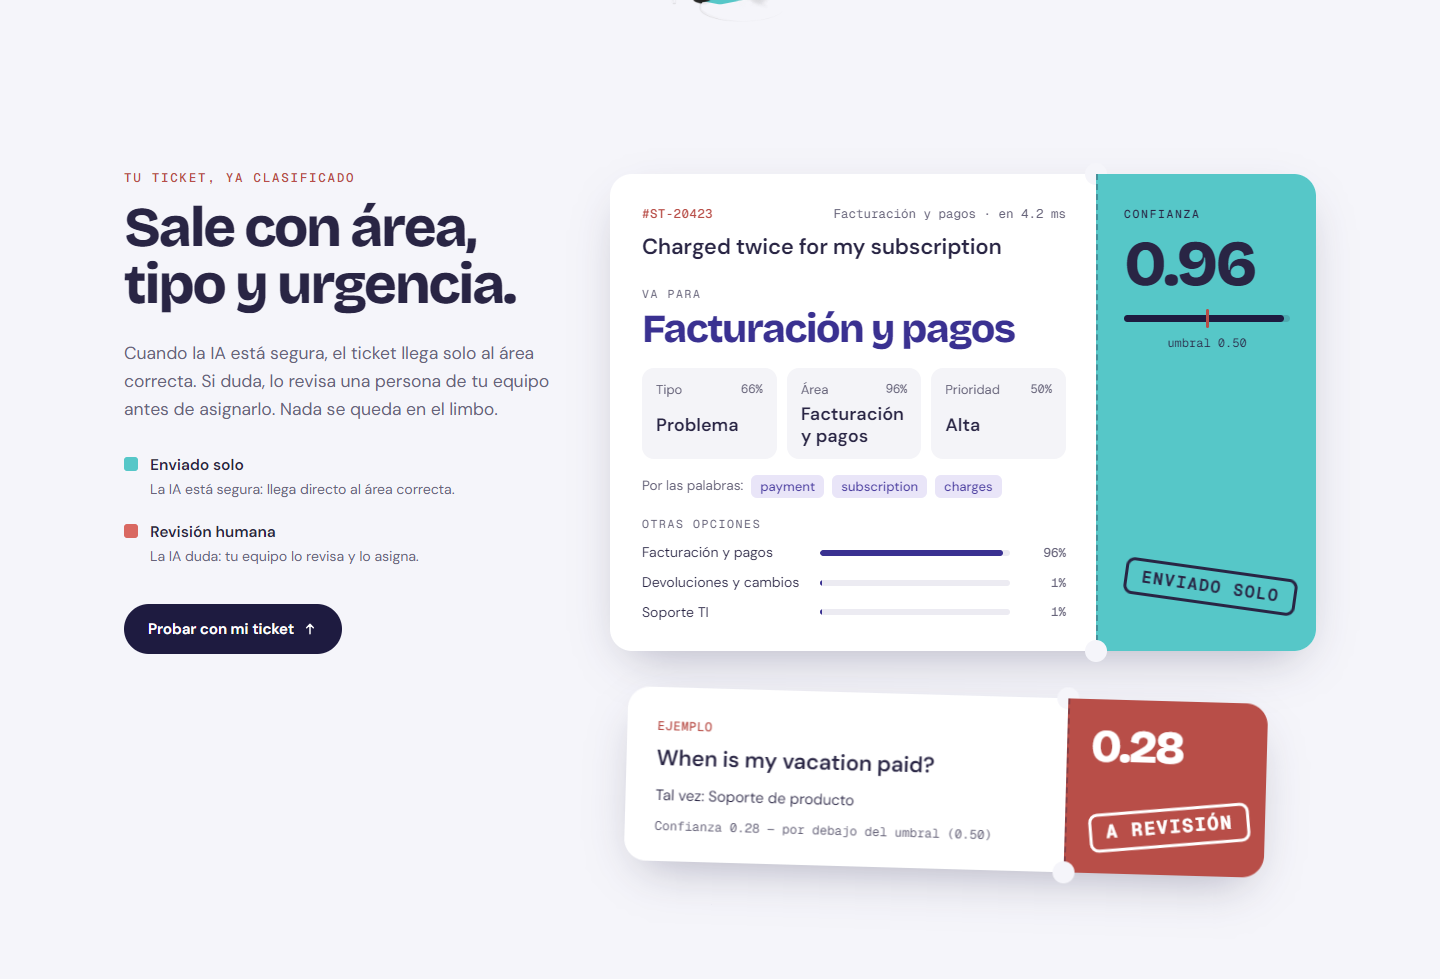 TU TICKET, YA CLASIFICADO
Sale con área,
tipo y urgencia.
Cuando la IA está segura, el ticket llega solo al área
correcta. Si duda, lo revisa una persona de tu equipo
antes de asignarlo. Nada se queda en el limbo.
Enviado solo
La IA está segura: llega directo al área correcta.
Revisión humana
La IA duda: tu equipo lo revisa y lo asigna.
Probar con mi ticket ↑
#ST-20423
Facturación y pagos · en 4.2 ms
Charged twice for my subscription
VA PARA
Facturación y pagos
Tipo 66%
Problema
Área 96%
Facturación
y pagos
Prioridad 50%
Alta
Por las palabras: payment subscription charges
OTRAS OPCIONES
Facturación y pagos 96%
Devoluciones y cambios 1%
Soporte TI 1%
CONFIANZA
0.96
umbral 0.50
ENVIADO SOLO
EJEMPLO
When is my vacation paid?
Tal vez: Soporte de producto
Confianza 0.28 — por debajo del umbral (0.50)
0.28
A REVISIÓN